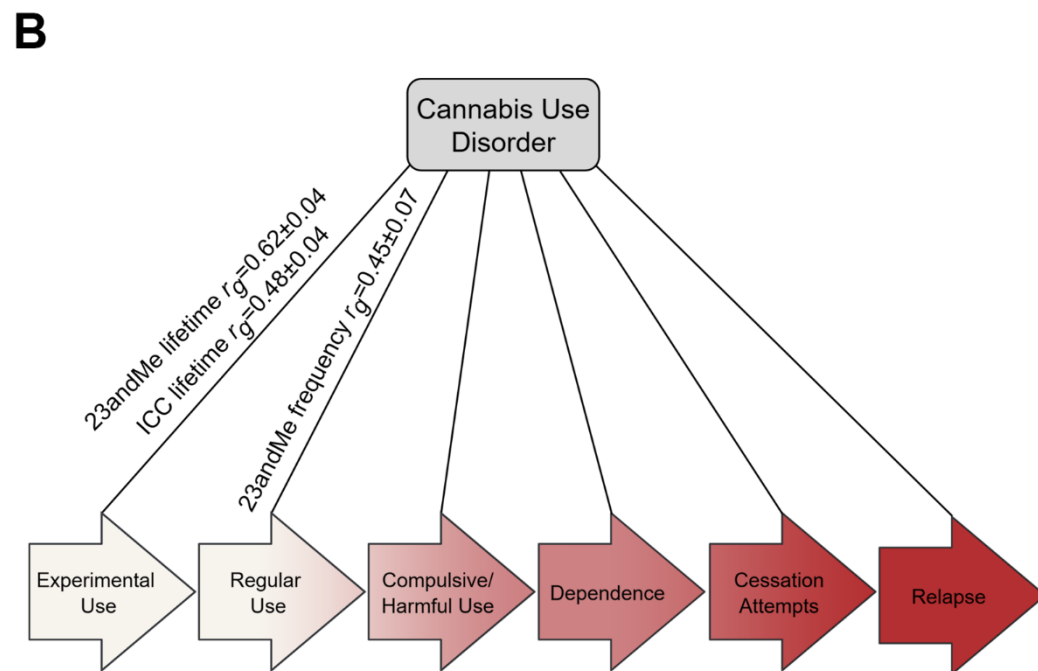 B
Cannabis Use
Disorder
23andMe lifetime rg=0.62±0.04
ICC lifetime rg=0.48±0.04
23andMe frequency rg=0.45±0.07
Experimental
Use
Regular
Use
Compulsive/
Harmful Use
Dependence
Cessation
Attempts
Relapse